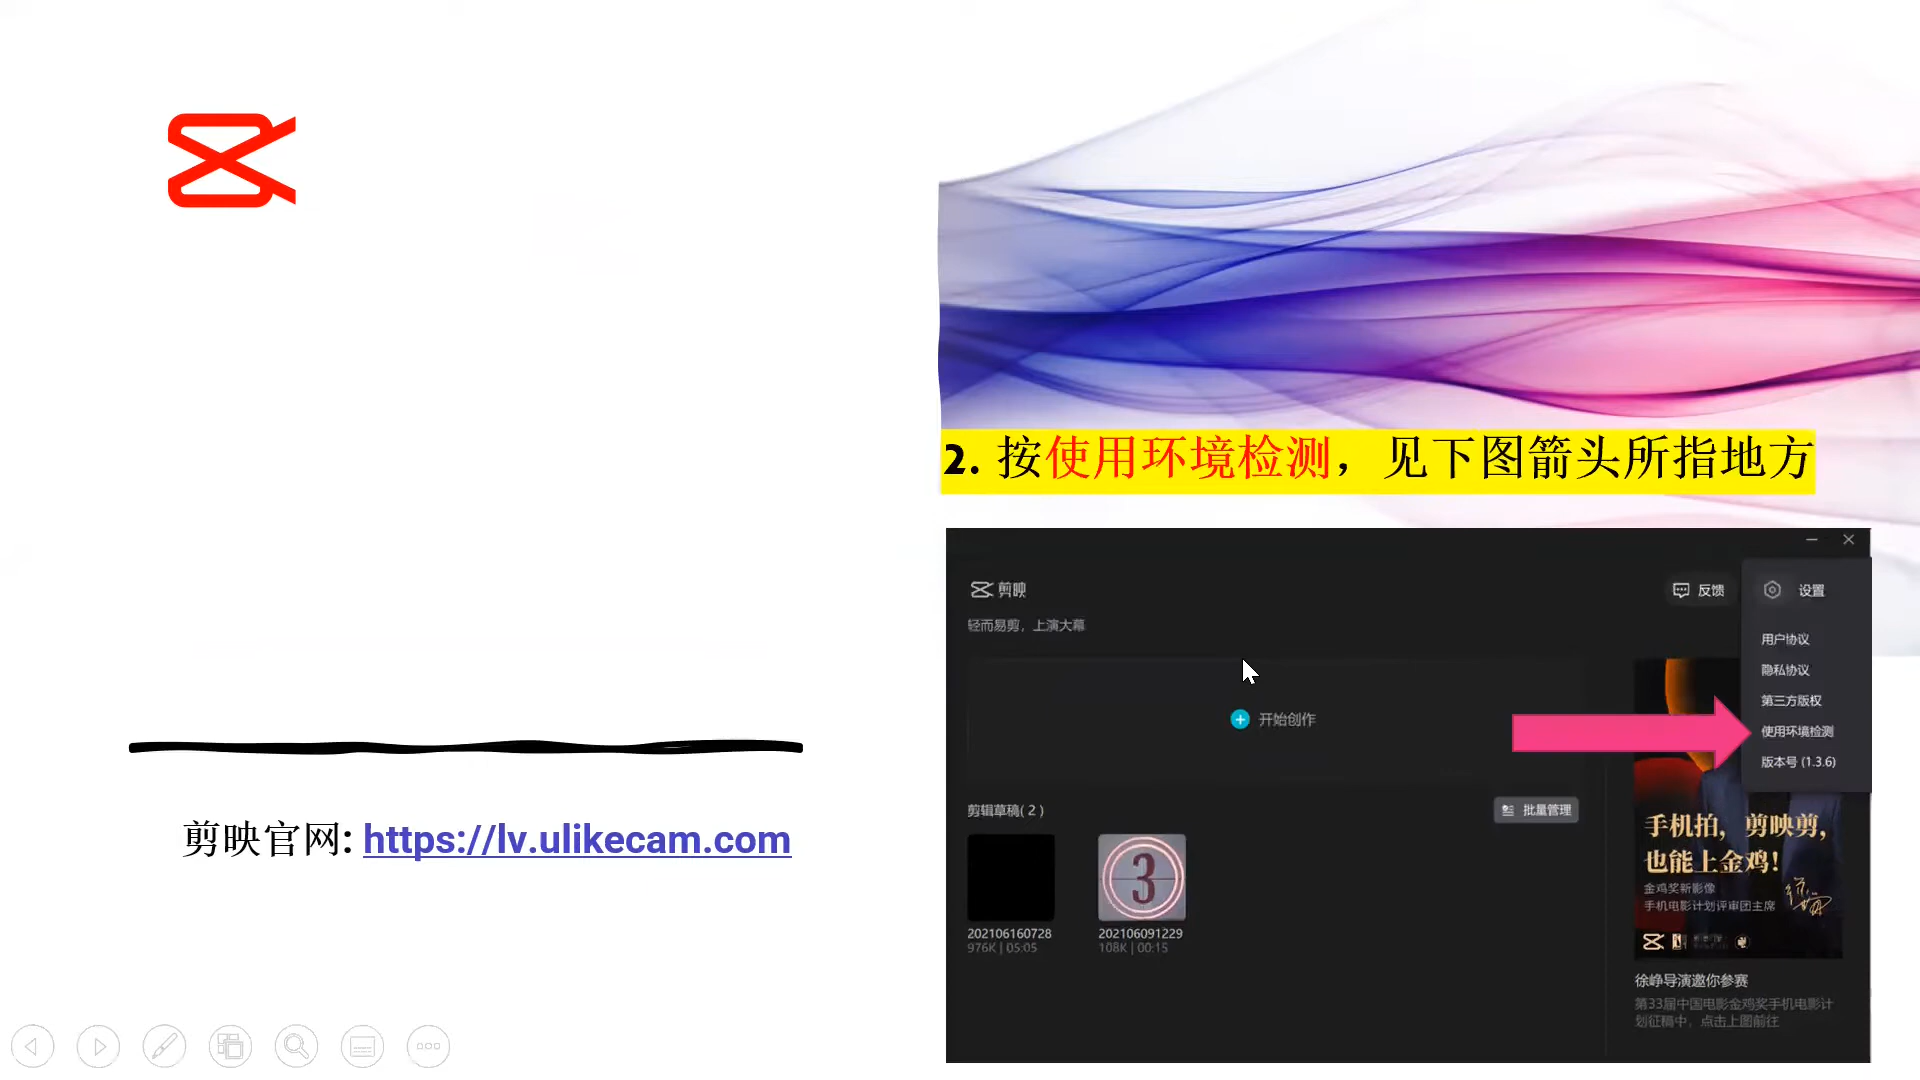 2. 按使用环境检测，见下图箭头所指地方
剪映官网: https://lv.ulikecam.com
剪映
轻而易剪，上演大幕
反馈
设置
用户协议
隐私协议
第三方版权
使用环境检测
版本号 (1.3.6)
开始创作
剪辑草稿( 2 )
批量管理
3
202106160728
976K | 05:05
202106091229
108K | 00:15
手机拍，剪映剪，
也能上金鸡！
金鸡奖新影像
手机电影计划评审团主席
徐峥导演邀你参赛
第33届中国电影金鸡奖手机电影计
划征稿中，点击上图前往